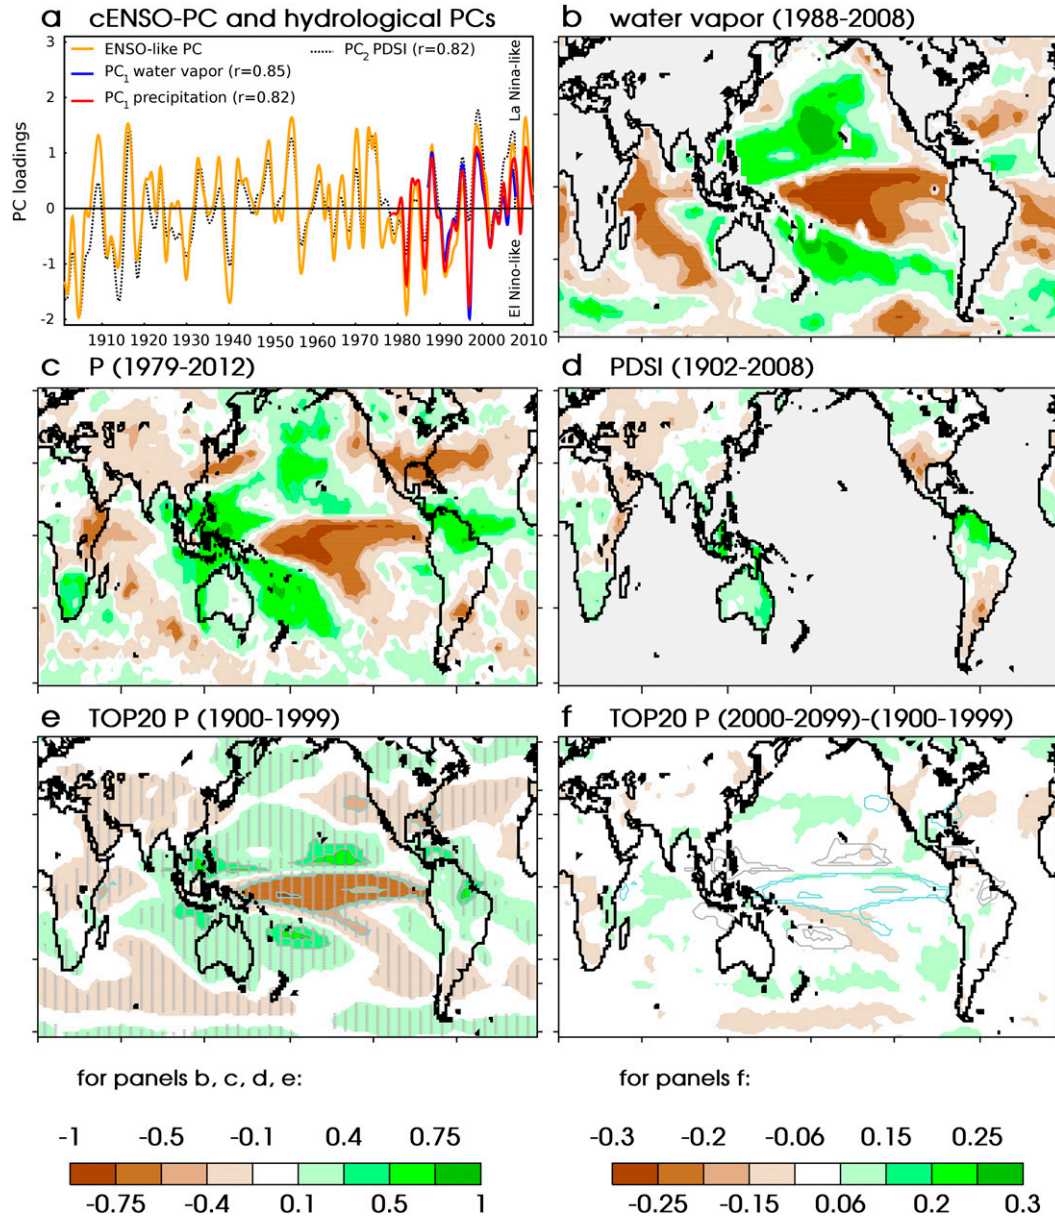 a cENSO-PC and hydrological PCs
PC loadings
3
2
1
0
-1
-2
ENSO-like PC
PC1 water vapor (r=0.85)
PC1 precipitation (r=0.82)
PC2 PDSI (r=0.82)
La Nina-like
El Nino-like
1910 1920 1930 1940 1950 1960 1970 1980 1990 2000 2010
b water vapor (1988-2008)
c P (1979-2012)
d PDSI (1902-2008)
e TOP20 P (1900-1999)
f TOP20 P (2000-2099)-(1900-1999)
for panels b, c, d, e:
-1 -0.5 -0.1 0.4 0.75
-0.75 -0.4 0.1 0.5 1
for panels f:
-0.3 -0.2 -0.06 0.15 0.25
-0.25 -0.15 0.06 0.2 0.3